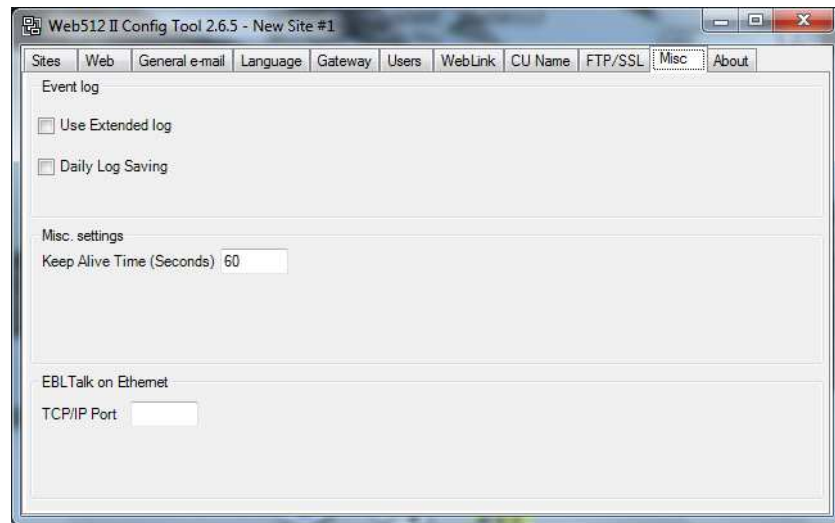 Web512 II Config Tool 2.6.5 - New Site #1
Sites Web General e-mail Language Gateway Users WebLink CU Name FTP/SSL Misc About
Event log
Use Extended log
Daily Log Saving
Misc. settings
Keep Alive Time (Seconds) 60
EBLTalk on Ethernet
TCP/IP Port